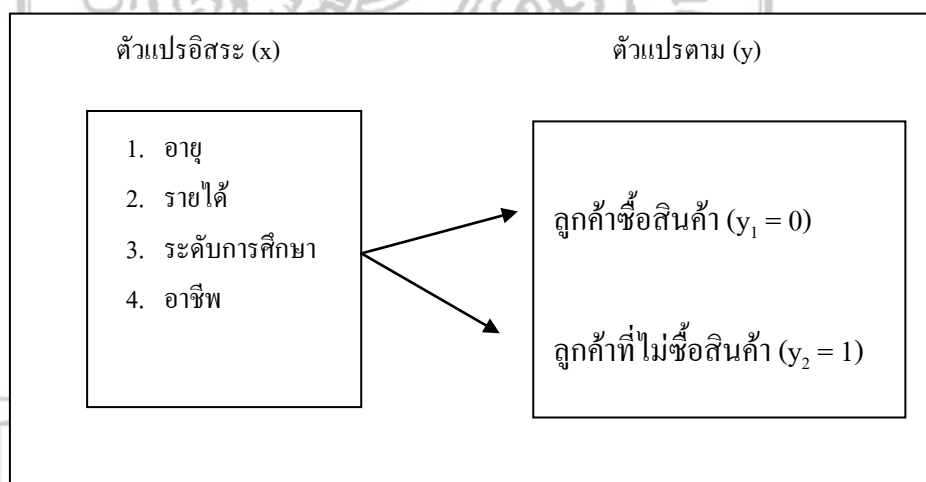 ตัวแปรอิสระ (x)
ตัวแปรตาม (y)
1. อายุ
2. รายได้
3. ระดับการศึกษา
4. อาชีพ
ลูกค้าซื้อสินค้า (y₁ = 0)
ลูกค้าที่ไม่ซื้อสินค้า (y₂ = 1)